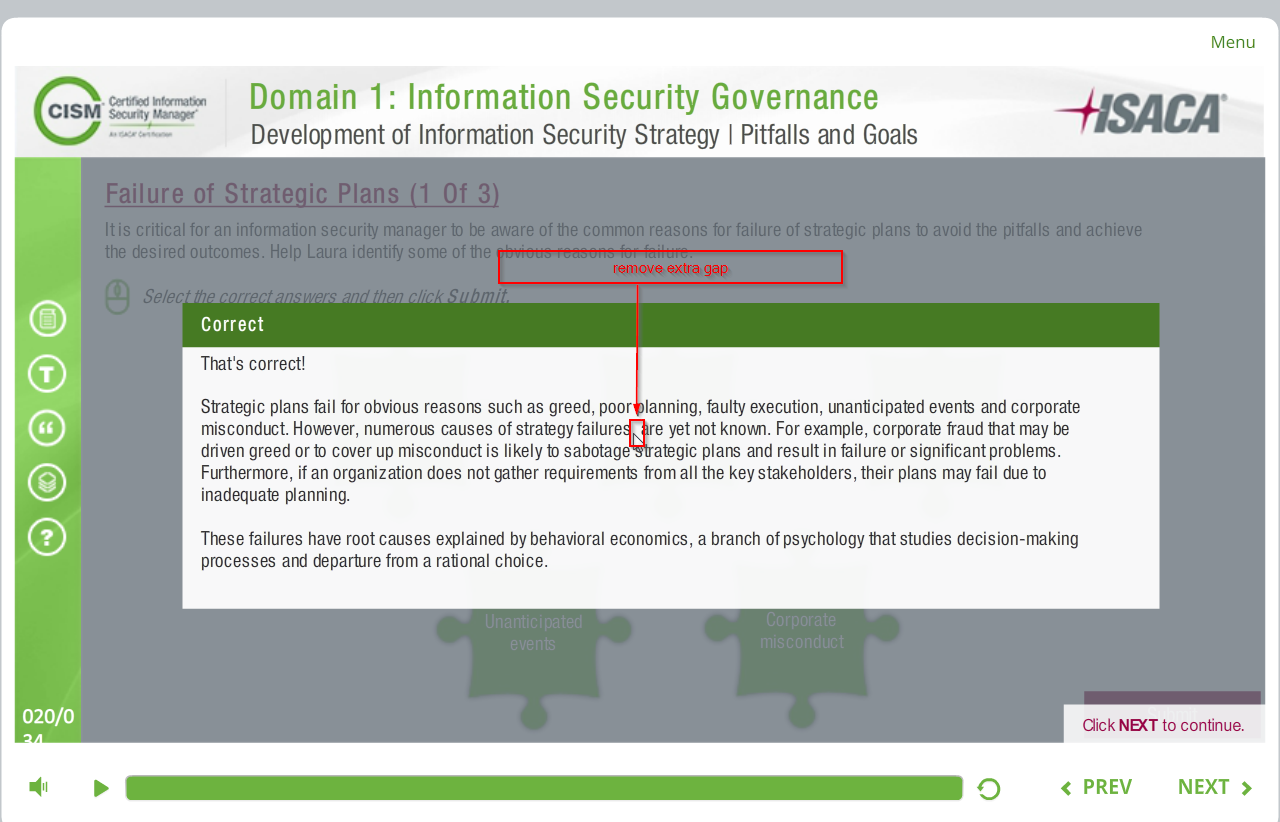 Menu
CISM
Certified Information
Security Manager®
An ISACA® Certification
Domain 1: Information Security Governance
Development of Information Security Strategy | Pitfalls and Goals
ISACA®
Failure of Strategic Plans (1 Of 3)
It is critical for an information security manager to be aware of the common reasons for failure of strategic plans to avoid the pitfalls and achieve
the desired outcomes. Help Laura identify some of the obvious reasons for failure.
remove extra gap
Select the correct answers and then click Submit.
Correct
That's correct!
Strategic plans fail for obvious reasons such as greed, poor planning, faulty execution, unanticipated events and corporate
misconduct. However, numerous causes of strategy failures, are yet not known. For example, corporate fraud that may be
driven greed or to cover up misconduct is likely to sabotage strategic plans and result in failure or significant problems.
Furthermore, if an organization does not gather requirements from all the key stakeholders, their plans may fail due to
inadequate planning.
These failures have root causes explained by behavioral economics, a branch of psychology that studies decision-making
processes and departure from a rational choice.
Unanticipated
events
Corporate
misconduct
020/0
34
Click NEXT to continue.
PREV
NEXT